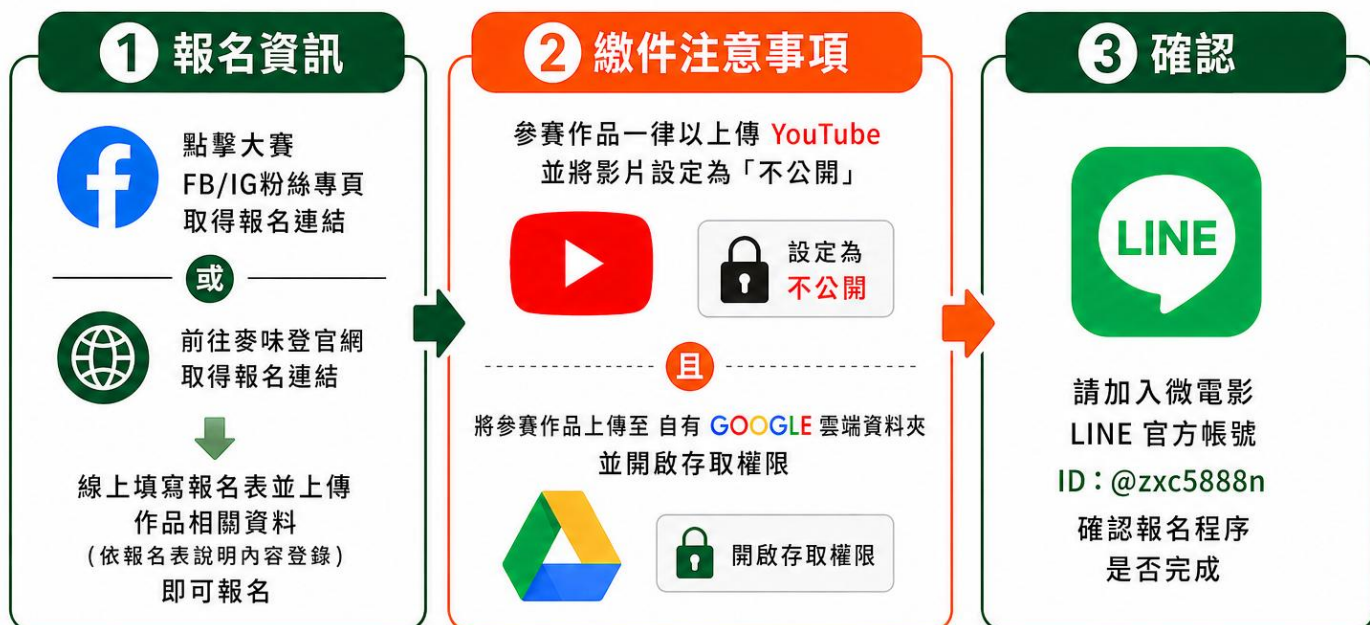 1 報名資訊
點擊大賽
FB/IG粉絲專頁
取得報名連結
或
前往麥味登官網
取得報名連結
線上填寫報名表並上傳
作品相關資料
(依報名表說明內容登錄)
即可報名
2 繳件注意事項
參賽作品一律以上傳 YouTube
並將影片設定為「不公開」
設定為
不公開
且
將參賽作品上傳至 自有 GOOGLE 雲端資料夾
並開啟存取權限
開啟存取權限
3 確認
LINE
請加入微電影
LINE 官方帳號
ID：@zxc5888n
確認報名程序
是否完成